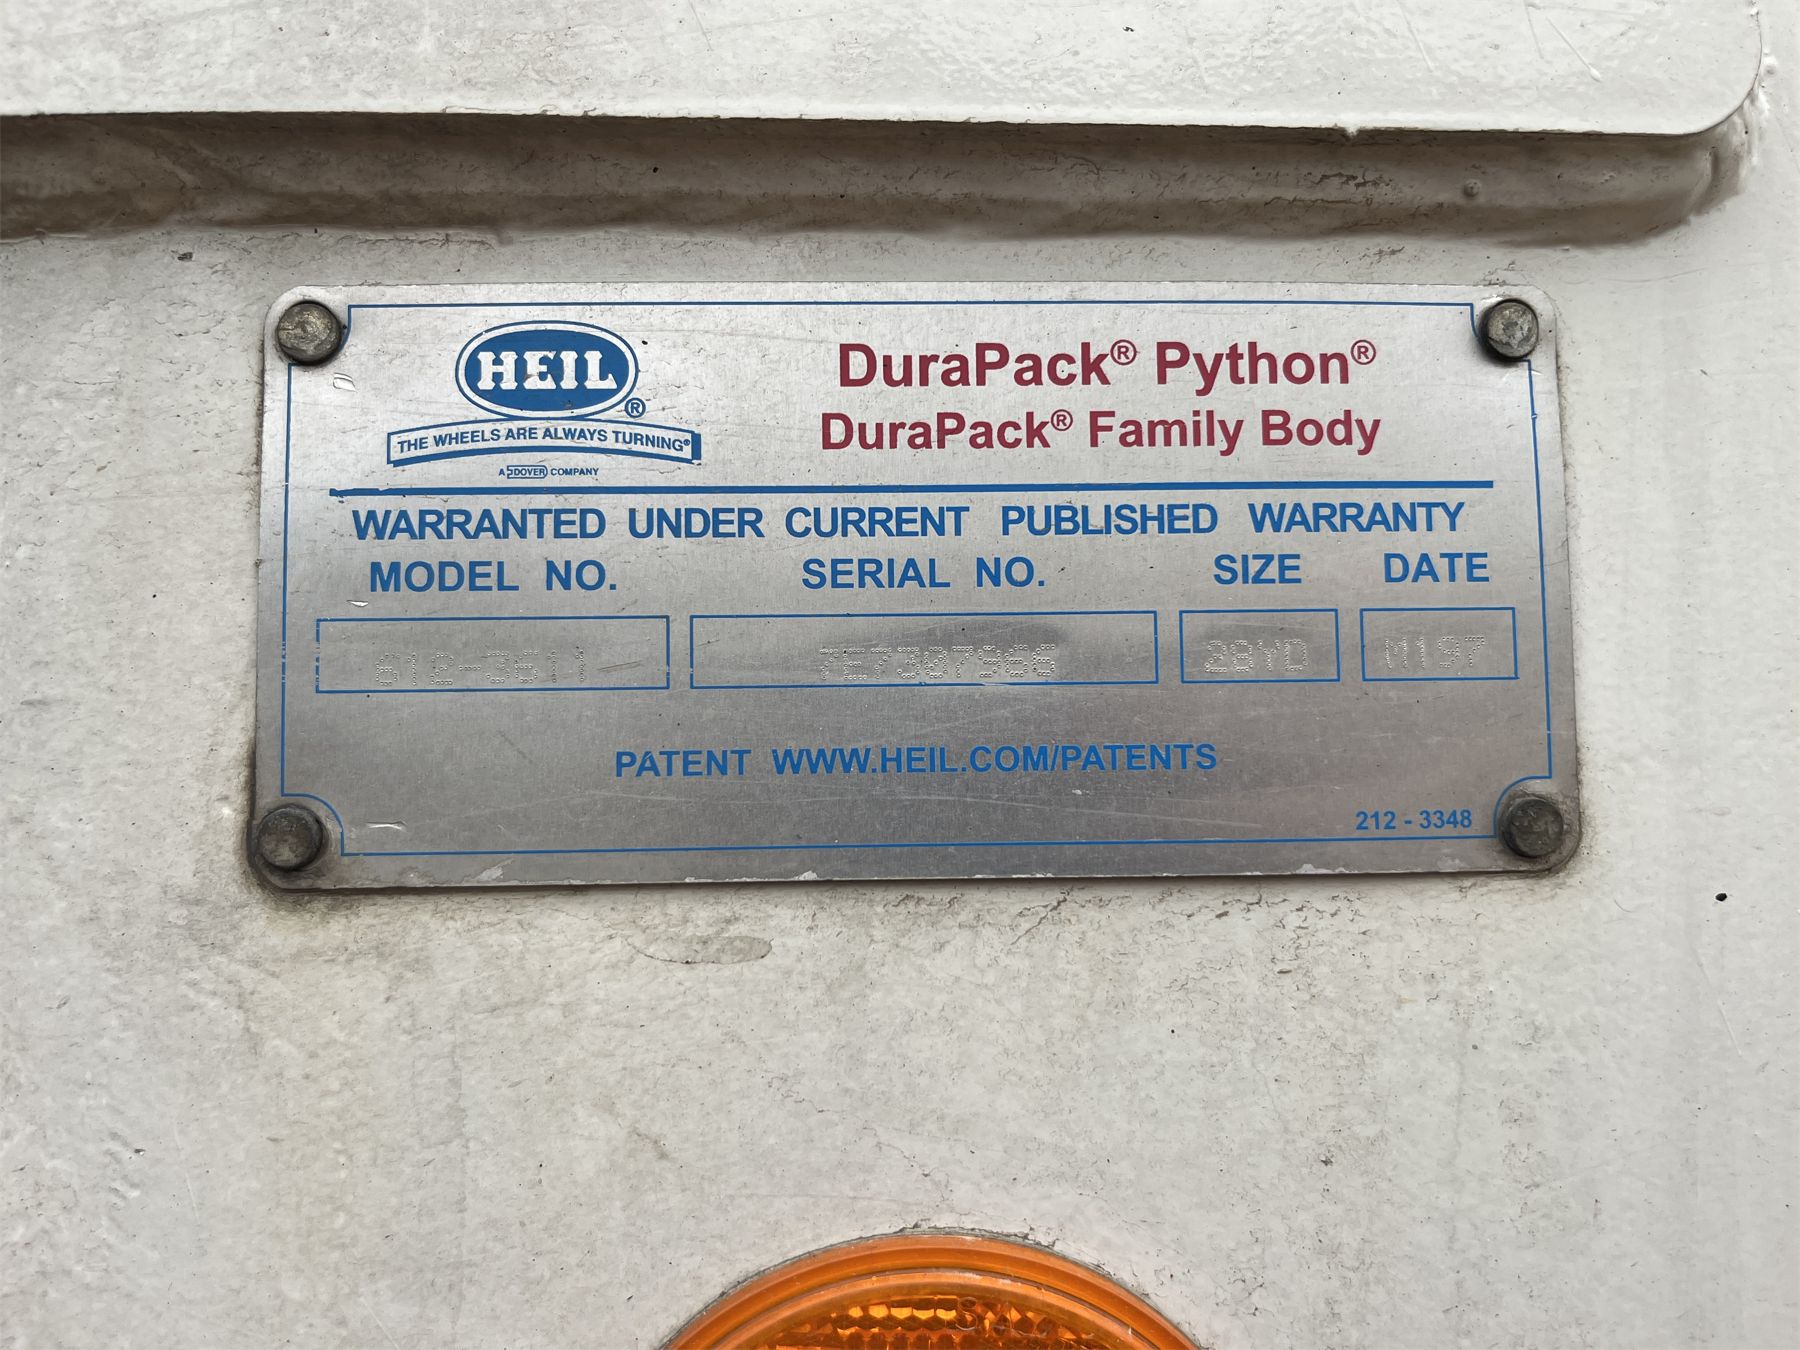 HEIL®
THE WHEELS ARE ALWAYS TURNING®
A DOVER COMPANY
DuraPack® Python®
DuraPack® Family Body
WARRANTED UNDER CURRENT PUBLISHED WARRANTY
MODEL NO. SERIAL NO. SIZE DATE
28YD M197
PATENT WWW.HEIL.COM/PATENTS
212 - 3348